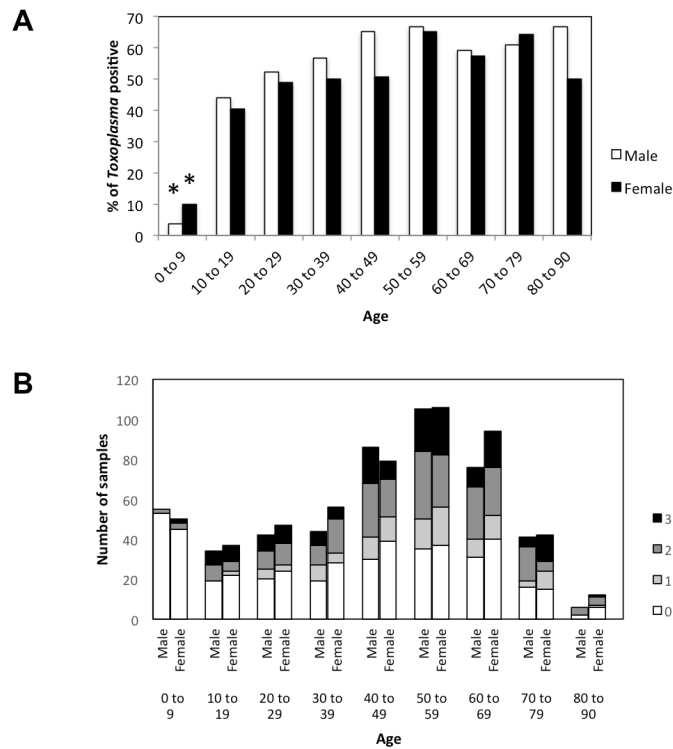 A
% of Toxoplasma positive
70
60
50
40
30
20
10
0
* *
0 to 9
10 to 19
20 to 29
30 to 39
40 to 49
50 to 59
60 to 69
70 to 79
80 to 90
Age
Male
Female
B
Number of samples
120
100
80
60
40
20
0
Male Female Male Female Male Female Male Female Male Female Male Female Male Female Male Female Male Female
0 to 10 to 20 to 30 to 40 to 50 to 60 to 70 to 80 to
9 19 29 39 49 59 69 79 90
Age
3
2
1
0